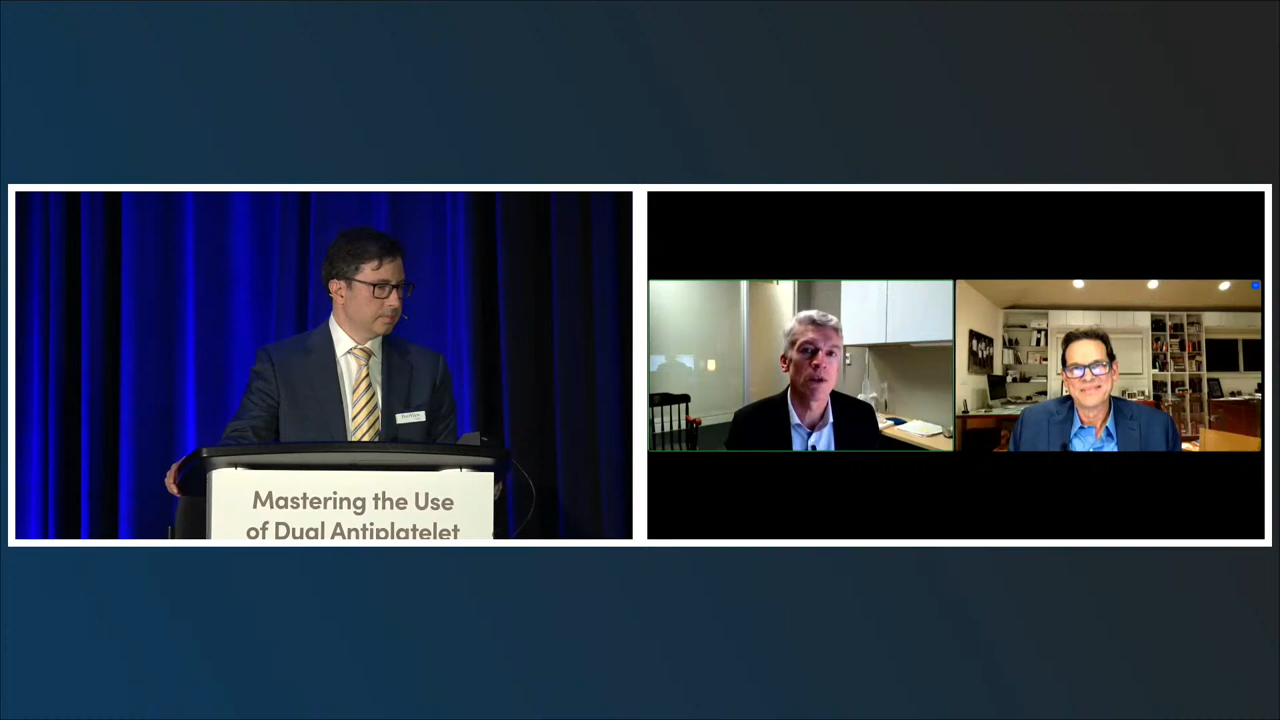 Mastering the Use
of Dual Antiplatelet